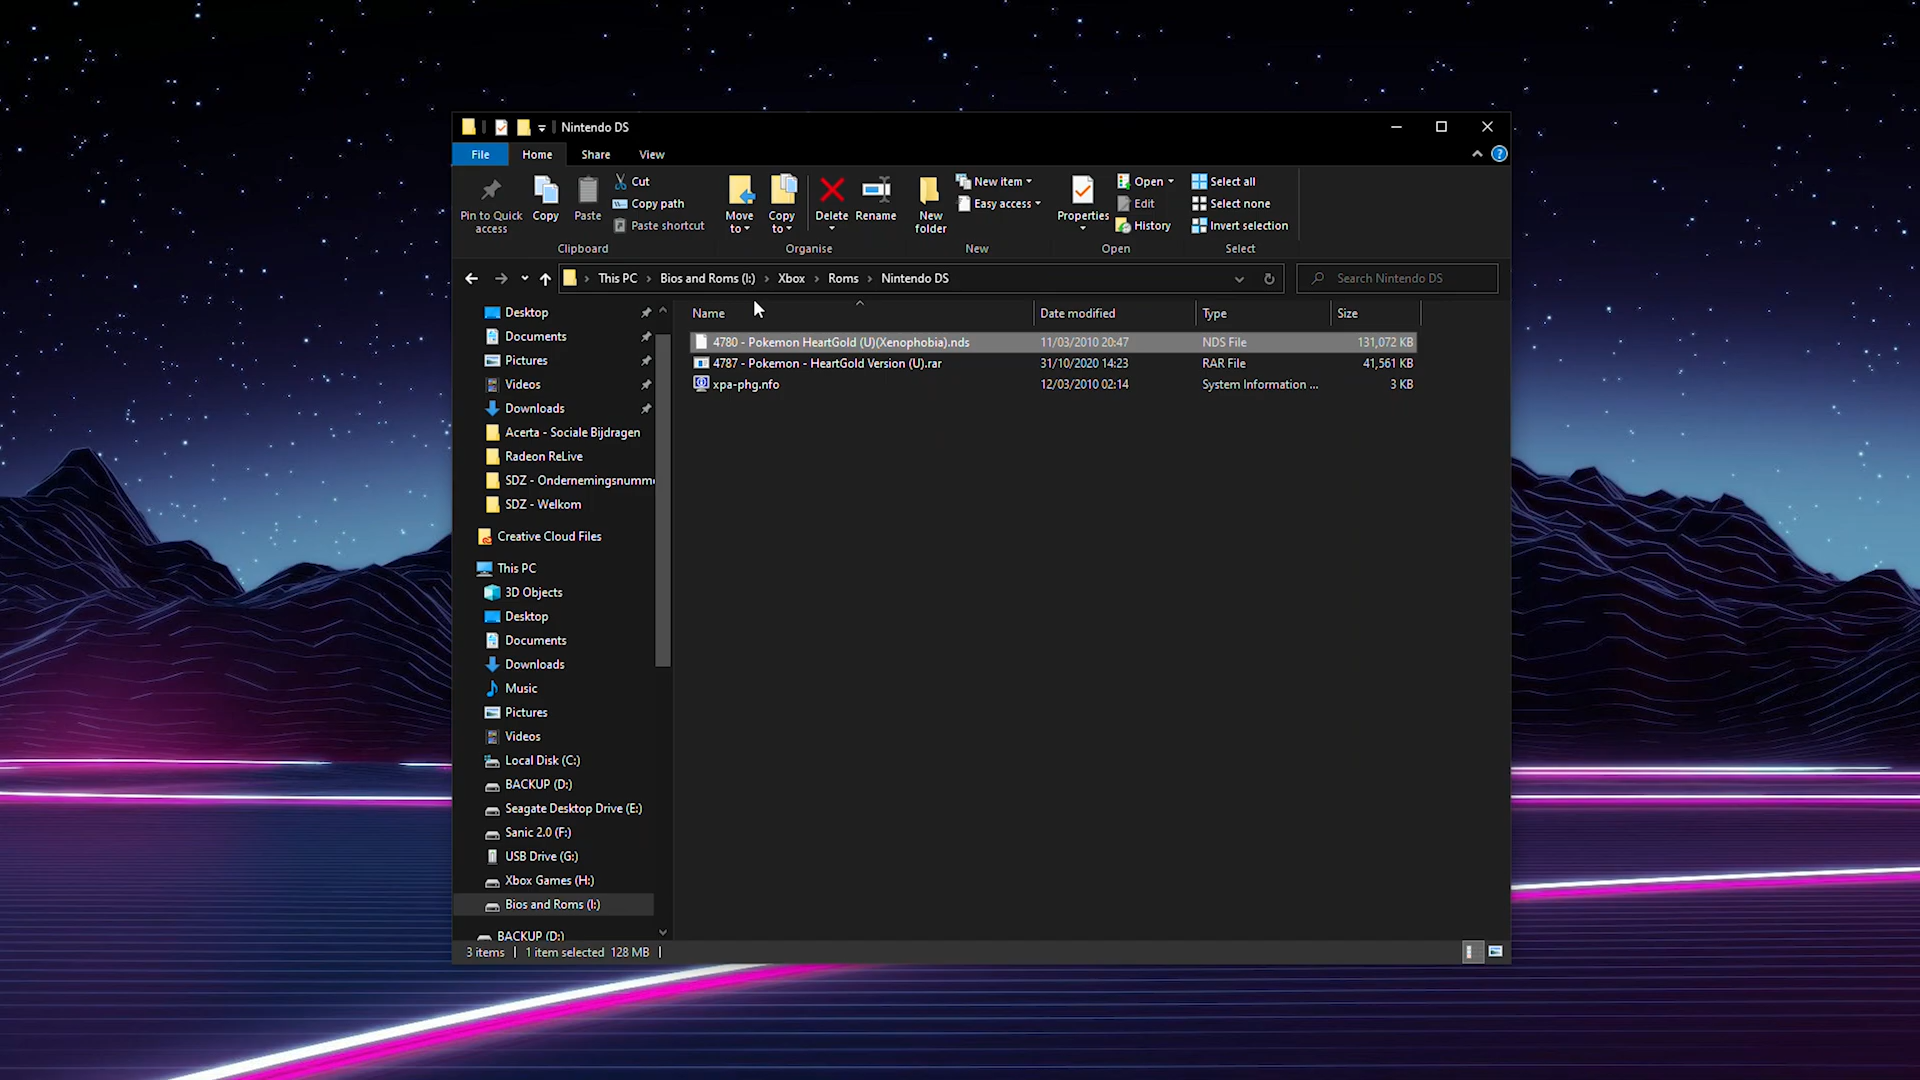 Nintendo DS
File Home Share View
Pin to Quick access
Copy
Paste
Cut
Copy path
Paste shortcut
Clipboard
Move to
Copy to
Delete
Rename
Organise
New folder
New item
Easy access
New
Properties
Open
Edit
History
Open
Select all
Select none
Invert selection
Select
This PC > Bios and Roms (I:) > Xbox > Roms > Nintendo DS
Search Nintendo DS
Desktop
Documents
Pictures
Videos
Downloads
Acerta - Sociale Bijdragen
Radeon ReLive
SDZ - Ondernemingsnumm
SDZ - Welkom
Creative Cloud Files
This PC
3D Objects
Desktop
Documents
Downloads
Music
Pictures
Videos
Local Disk (C:)
BACKUP (D:)
Seagate Desktop Drive (E:)
Sanic 2.0 (F:)
USB Drive (G:)
Xbox Games (H:)
Bios and Roms (I:)
BACKUP (D:)
Name Date modified Type Size
4780 - Pokemon HeartGold (U)(Xenophobia).nds 11/03/2010 20:47 NDS File 131,072 KB
4787 - Pokemon - HeartGold Version (U).rar 31/10/2020 14:23 RAR File 41,561 KB
xpa-phg.nfo 12/03/2010 02:14 System Information ... 3 KB
3 items 1 item selected 128 MB